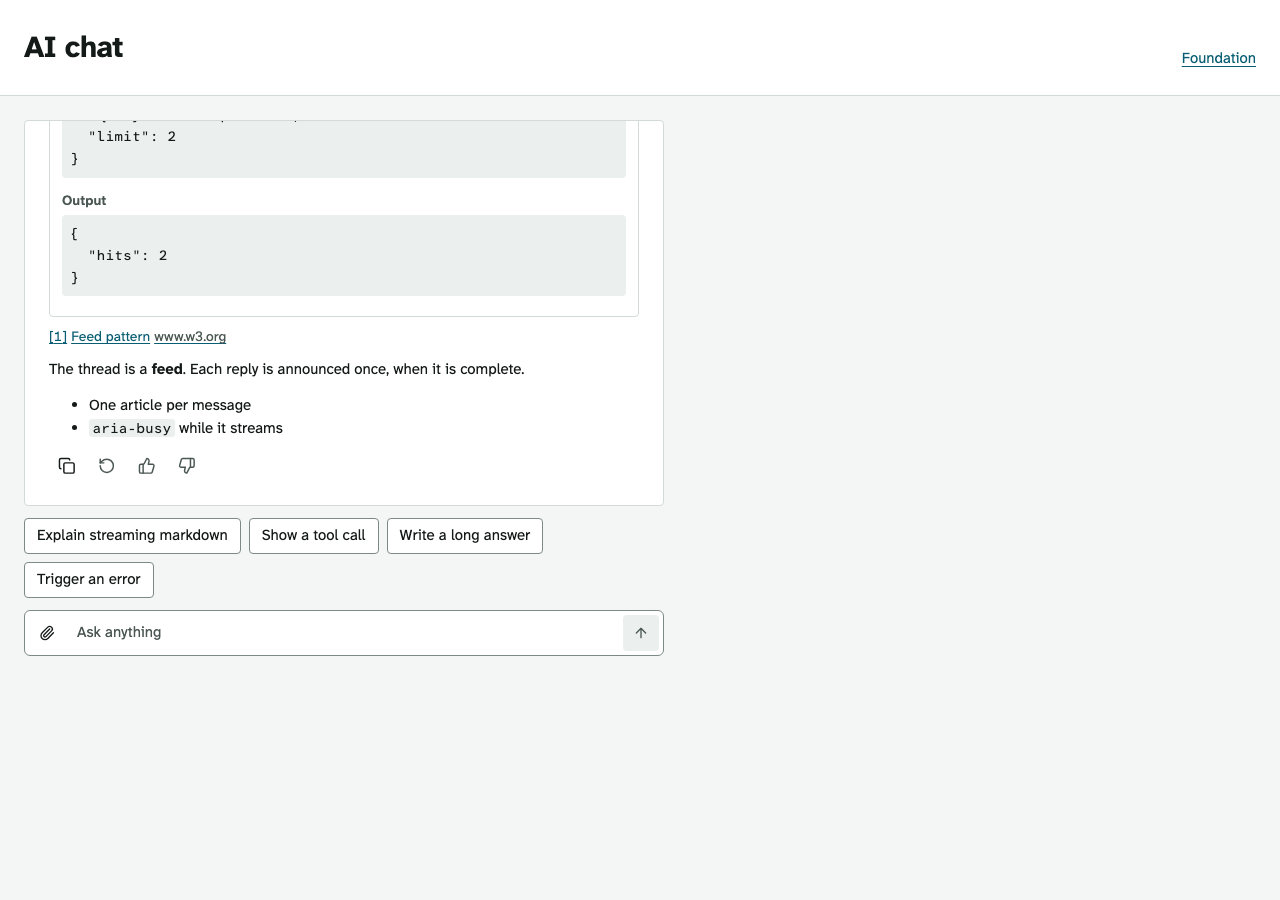 AI chat
Foundation
"limit": 2
}
Output
{
"hits": 2
}
[1] Feed pattern www.w3.org
The thread is a feed. Each reply is announced once, when it is complete.
One article per message
aria-busy while it streams
Explain streaming markdown
Show a tool call
Write a long answer
Trigger an error
Ask anything